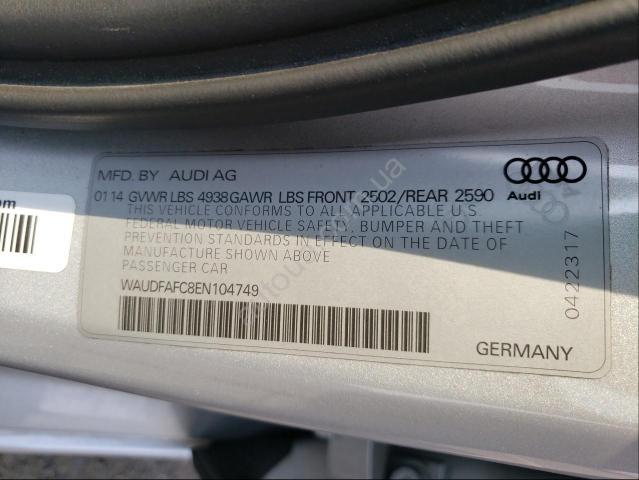 MFD. BY AUDI AG
0114 GVWR LBS 4938 GAWR LBS FRONT 2502/REAR 2590
THIS VEHICLE CONFORMS TO ALL APPLICABLE U.S.
FEDERAL MOTOR VEHICLE SAFETY, BUMPER AND THEFT
PREVENTION STANDARDS IN EFFECT ON THE DATE OF
MANUFACTURE SHOWN ABOVE
PASSENGER CAR
WAUDFAFC8EN104749
Audi
0422317
GERMANY